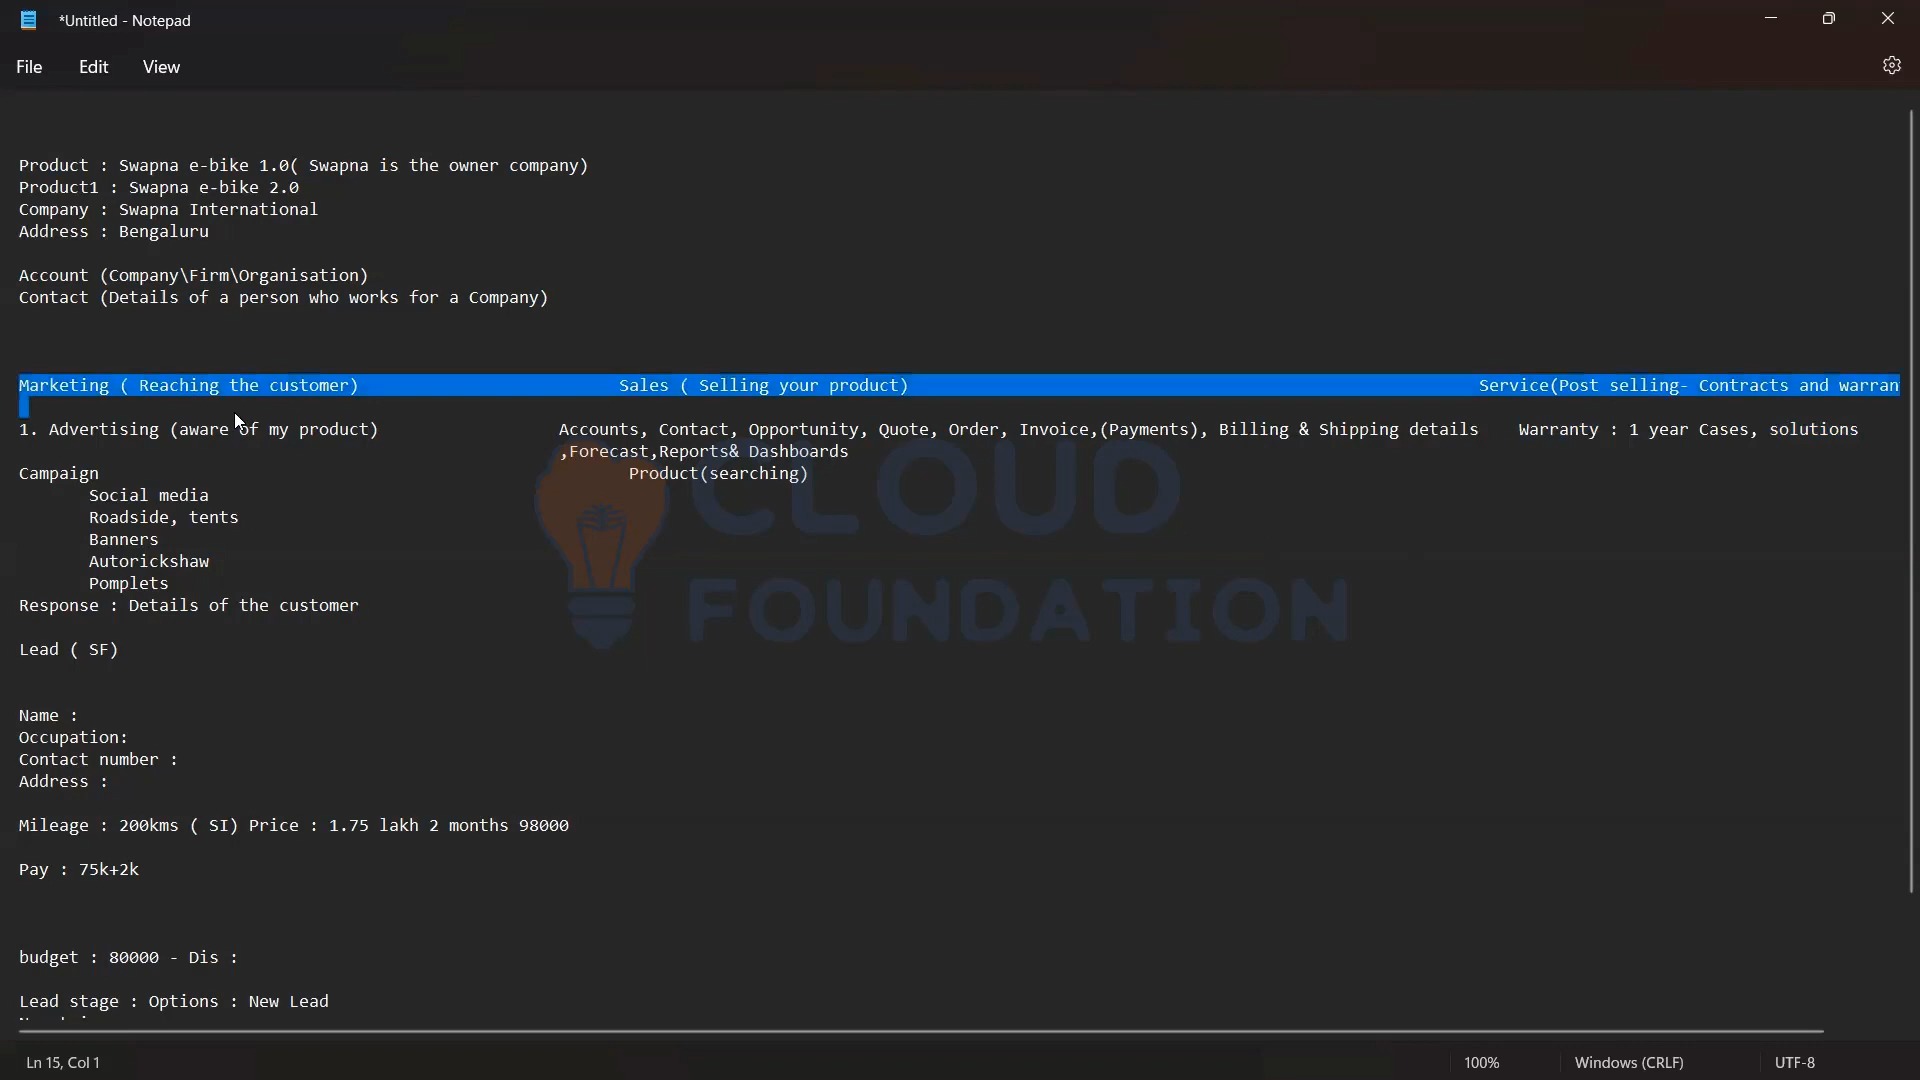 *Untitled - Notepad
File Edit View
Product : Swapna e-bike 1.0( Swapna is the owner company)
Product1 : Swapna e-bike 2.0
Company : Swapna International
Address : Bengaluru
Account (Company\Firm\Organisation)
Contact (Details of a person who works for a Company)
Marketing ( Reaching the customer) Sales ( Selling your product) Service(Post selling- Contracts and warran
1. Advertising (aware of my product) Accounts, Contact, Opportunity, Quote, Order, Invoice,(Payments), Billing & Shipping details Warranty : 1 year Cases, solutions
,Forecast,Reports& Dashboards
Campaign Product(searching)
Social media
Roadside, tents
Banners
Autorickshaw
Pomplets
Response : Details of the customer
CLOUD
FOUNDATION
Lead ( SF)
Name :
Occupation:
Contact number :
Address :
Mileage : 200kms ( SI) Price : 1.75 lakh 2 months 98000
Pay : 75k+2k
budget : 80000 - Dis :
Lead stage : Options : New Lead
Ln 15, Col 1 100% Windows (CRLF) UTF-8